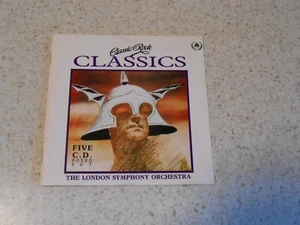 Classic Rock
CLASSICS
FIVE
C.D.
BOXED
SET
THE LONDON SYMPHONY ORCHESTRA